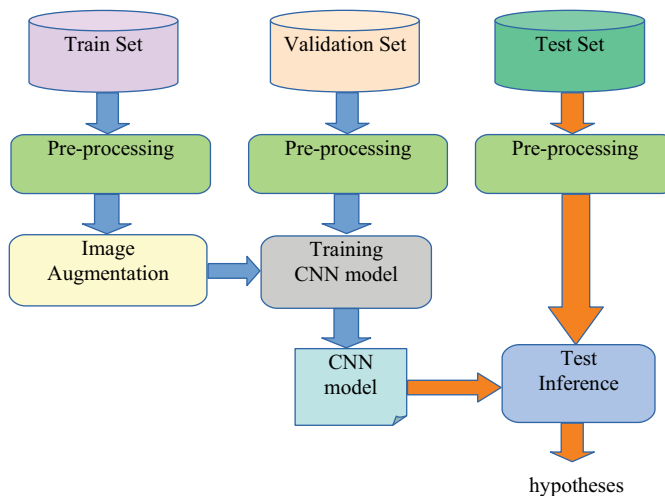 Train Set
Validation Set
Test Set
Pre-processing
Pre-processing
Pre-processing
Image
Augmentation
Training
CNN model
CNN
model
Test
Inference
hypotheses